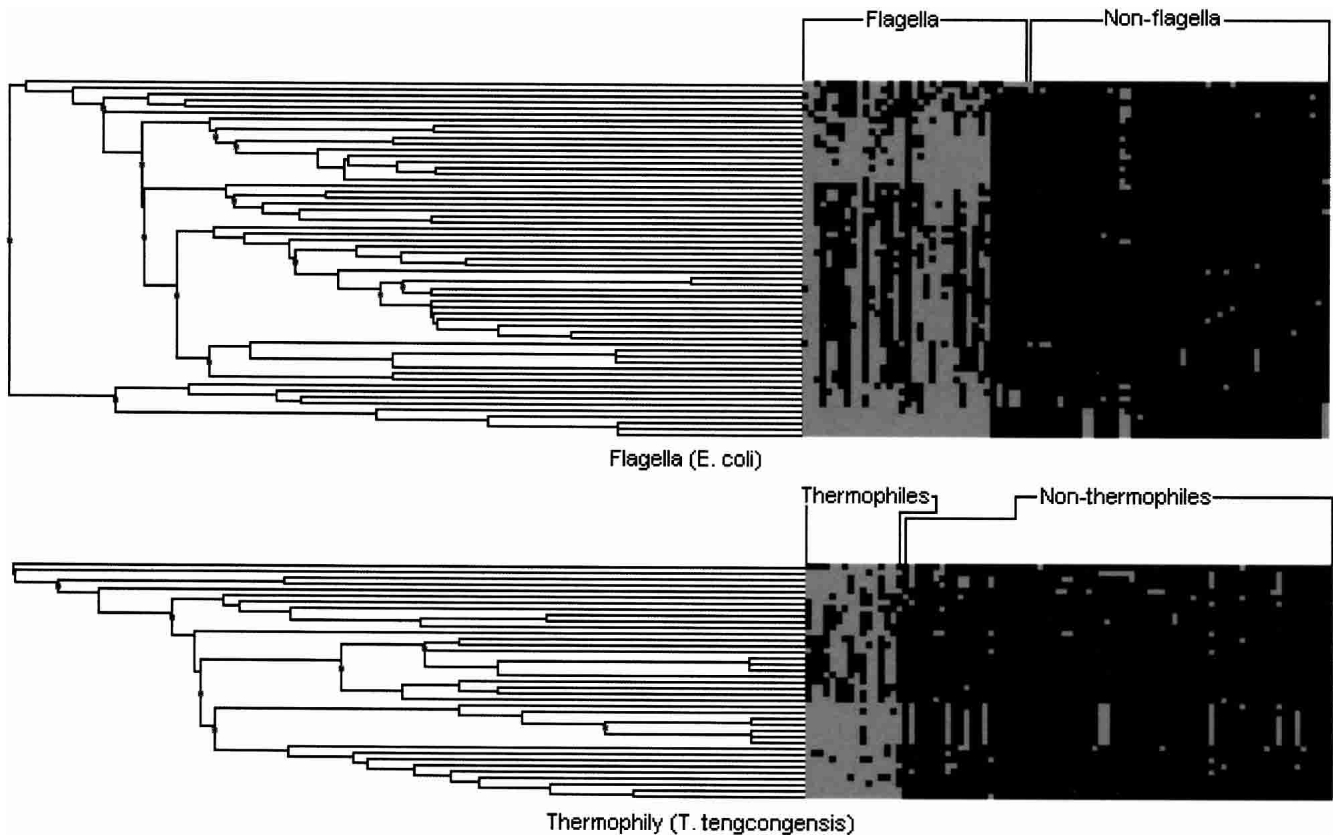 Flagella
Non-flagella
Flagella (E. coli)
Thermophiles
Non-thermophiles
Thermophily (T. tengcongensis)